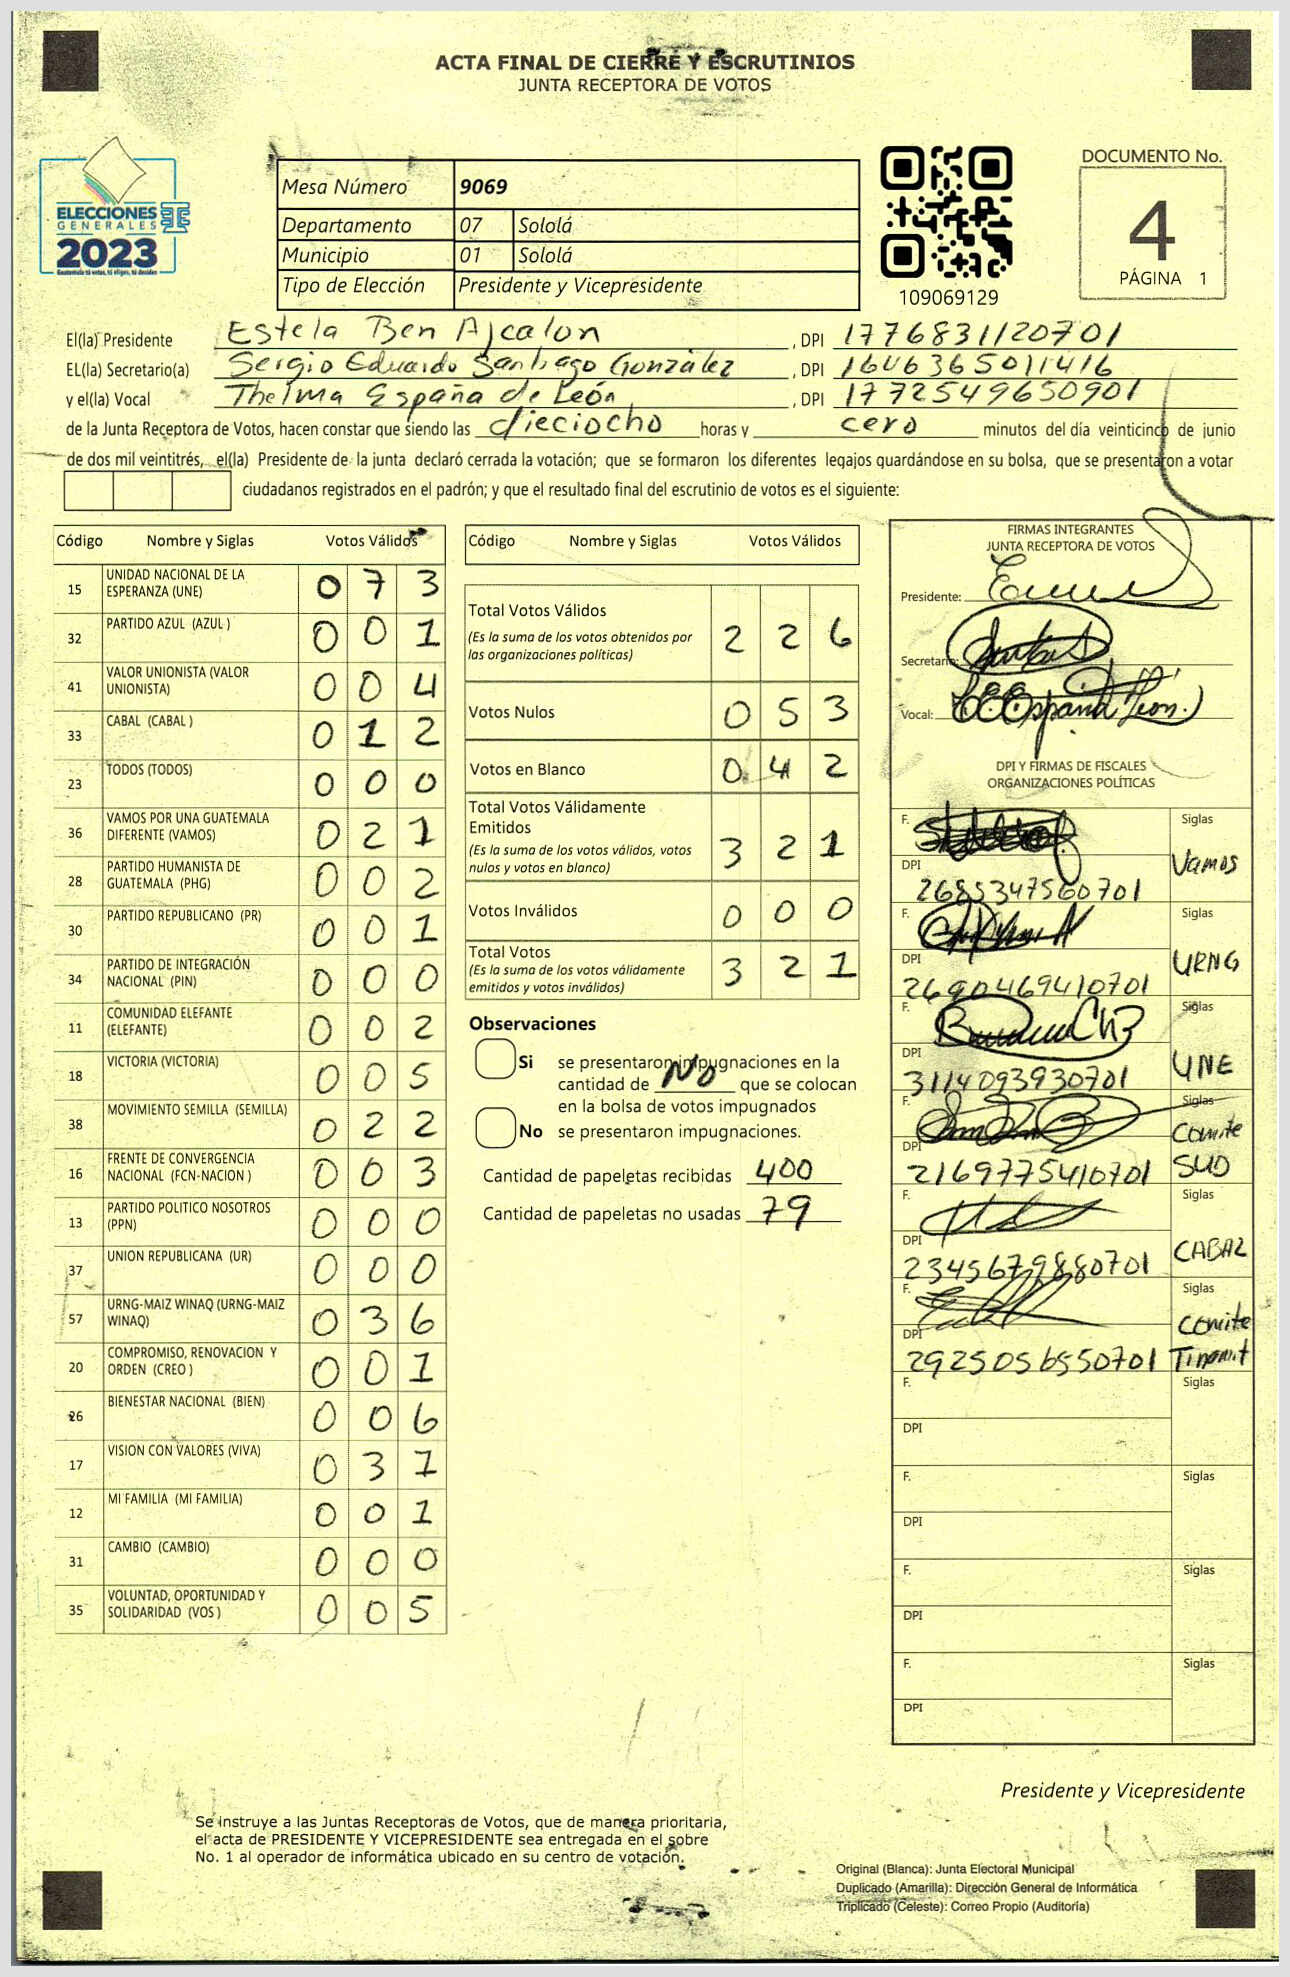 ACTA FINAL DE CIERRE Y ESCRUTINIOS
JUNTA RECEPTORA DE VOTOS
ELECCIONES
GENERALES
2023
Guatemala tú votas, tú eliges, tú decides
Mesa Número 9069
Departamento 07 Sololá
Municipio 01 Sololá
Tipo de Elección Presidente y Vicepresidente
109069129
DOCUMENTO No.
4
PÁGINA 1
El(la) Presidente Estela Ben Ajcalon, DPI 1776831120701
EL(la) Secretario(a) Sergio Eduardo Santiago González, DPI 1646365011416
y el(la) Vocal Thelma España de León, DPI 1772549650901
de la Junta Receptora de Votos, hacen constar que siendo las dieciocho horas y cero minutos del día veinticinco de junio
de dos mil veintitrés, el(la) Presidente de la junta declaró cerrada la votación; que se formaron los diferentes legajos guardándose en su bolsa, que se presentaron a votar
ciudadanos registrados en el padrón; y que el resultado final del escrutinio de votos es el siguiente:
Código Nombre y Siglas Votos Válidos
15 UNIDAD NACIONAL DE LA ESPERANZA (UNE) 0 7 3
32 PARTIDO AZUL (AZUL ) 0 0 1
41 VALOR UNIONISTA (VALOR UNIONISTA) 0 0 4
33 CABAL (CABAL ) 0 1 2
23 TODOS (TODOS) 0 0 0
36 VAMOS POR UNA GUATEMALA DIFERENTE (VAMOS) 0 2 1
28 PARTIDO HUMANISTA DE GUATEMALA (PHG) 0 0 2
30 PARTIDO REPUBLICANO (PR) 0 0 1
34 PARTIDO DE INTEGRACIÓN NACIONAL (PIN) 0 0 0
11 COMUNIDAD ELEFANTE (ELEFANTE) 0 0 2
18 VICTORIA (VICTORIA) 0 0 5
38 MOVIMIENTO SEMILLA (SEMILLA) 0 2 2
16 FRENTE DE CONVERGENCIA NACIONAL (FCN-NACION ) 0 0 3
13 PARTIDO POLITICO NOSOTROS (PPN) 0 0 0
37 UNION REPUBLICANA (UR) 0 0 0
57 URNG-MAIZ WINAQ (URNG-MAIZ WINAQ) 0 3 6
20 COMPROMISO, RENOVACION Y ORDEN (CREO ) 0 0 1
26 BIENESTAR NACIONAL (BIEN) 0 0 6
17 VISION CON VALORES (VIVA) 0 3 1
12 MI FAMILIA (MI FAMILIA) 0 0 1
31 CAMBIO (CAMBIO) 0 0 0
35 VOLUNTAD, OPORTUNIDAD Y SOLIDARIDAD (VOS ) 0 0 5
Código Nombre y Siglas Votos Válidos
Total Votos Válidos 2 2 6
(Es la suma de los votos obtenidos por
las organizaciones políticas)
Votos Nulos 0 5 3
Votos en Blanco 0 4 2
Total Votos Válidamente
Emitidos 3 2 1
(Es la suma de los votos válidos, votos
nulos y votos en blanco)
Votos Inválidos 0 0 0
Total Votos 3 2 1
(Es la suma de los votos válidamente
emitidos y votos inválidos)
Observaciones
Si se presentaron impugnaciones en la
cantidad de No que se colocan
en la bolsa de votos impugnados
No se presentaron impugnaciones.
Cantidad de papeletas recibidas 400
Cantidad de papeletas no usadas 79
FIRMAS INTEGRANTES
JUNTA RECEPTORA DE VOTOS
Presidente:
Secretario:
Vocal:
DPI Y FIRMAS DE FISCALES
ORGANIZACIONES POLÍTICAS
F. Siglas Vamos
DPI 2685347560701
F. Siglas URNG
DPI 2690469410701
F. Siglas UNE
DPI 3114093930701
F. Siglas Comite SUD
DPI 2169775410701
F. Siglas CABAL
DPI 2345679880701
F. Siglas Comite
DPI 2925056550701
F. Siglas
DPI
F. Siglas
DPI
F. Siglas
DPI
F. Siglas
DPI
Presidente y Vicepresidente
Se instruye a las Juntas Receptoras de Votos, que de manera prioritaria,
el acta de PRESIDENTE Y VICEPRESIDENTE sea entregada en el sobre
No. 1 al operador de informática ubicado en su centro de votación.
Original (Blanca): Junta Electoral Municipal
Duplicado (Amarilla): Dirección General de Informática
Triplicado (Celeste): Correo Propio (Auditoría)